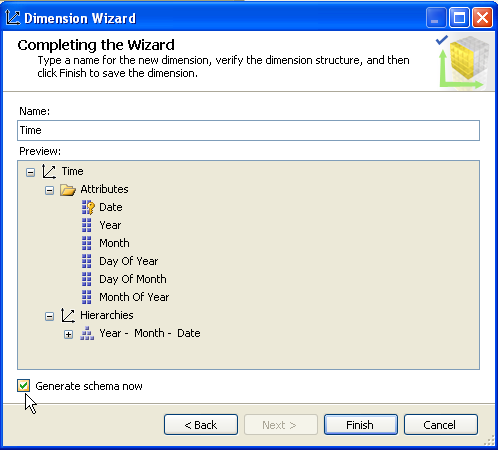 Dimension Wizard
Completing the Wizard
Type a name for the new dimension, verify the dimension structure, and then
click Finish to save the dimension.
Name:
Time
Preview:
Time
Attributes
Date
Year
Month
Day Of Year
Day Of Month
Month Of Year
Hierarchies
Year - Month - Date
Generate schema now
< Back
Next >
Finish
Cancel